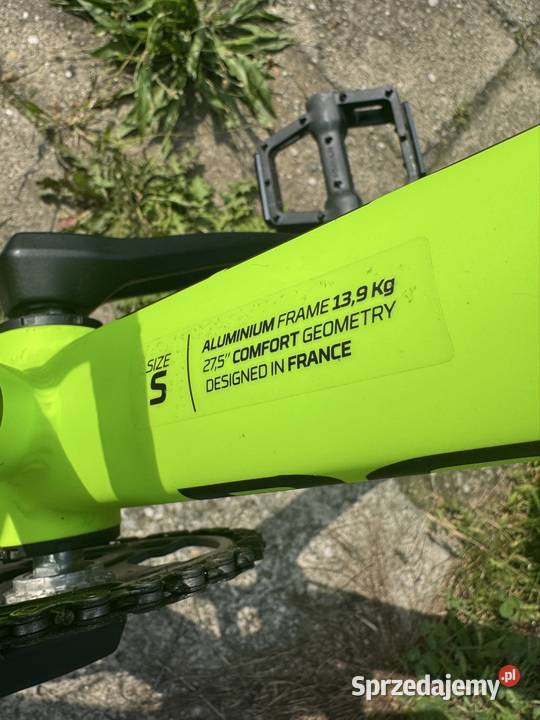 SIZE
S
ALUMINIUM FRAME 13,9 Kg
27,5" COMFORT GEOMETRY
DESIGNED IN FRANCE
Sprzedajemy.pl